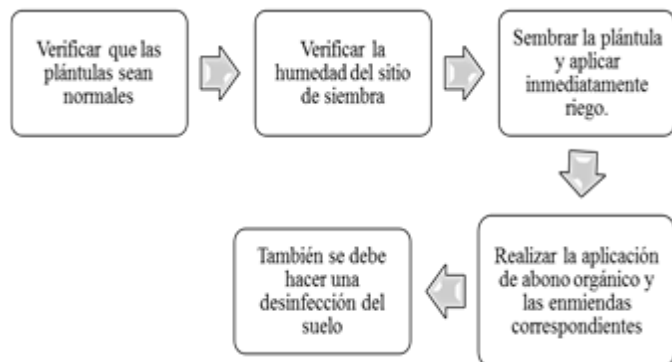 Verificar que las
plántulas sean
normales
Verificar la
humedad del sitio
de siembra
Sembrar la plántula
y aplicar
inmediatamente
riego.
Realizar la aplicación
de abono orgánico y
las enmiendas
correspondientes
También se debe
hacer una
desinfección del
suelo